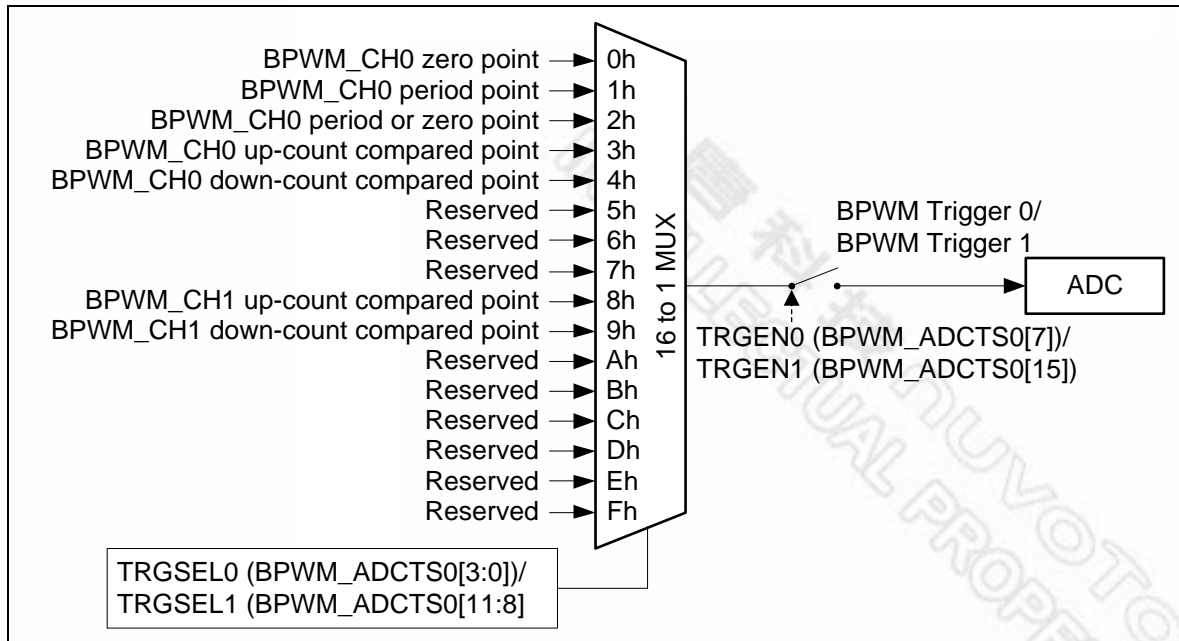 BPWM_CH0 zero point 0h
BPWM_CH0 period point 1h
BPWM_CH0 period or zero point 2h
BPWM_CH0 up-count compared point 3h
BPWM_CH0 down-count compared point 4h
Reserved 5h
Reserved 6h
Reserved 7h
BPWM_CH1 up-count compared point 8h
BPWM_CH1 down-count compared point 9h
Reserved Ah
Reserved Bh
Reserved Ch
Reserved Dh
Reserved Eh
Reserved Fh
16 to 1 MUX
BPWM Trigger 0/
BPWM Trigger 1
ADC
TRGEN0 (BPWM_ADCTS0[7])/
TRGEN1 (BPWM_ADCTS0[15])
TRGSEL0 (BPWM_ADCTS0[3:0])/
TRGSEL1 (BPWM_ADCTS0[11:8]